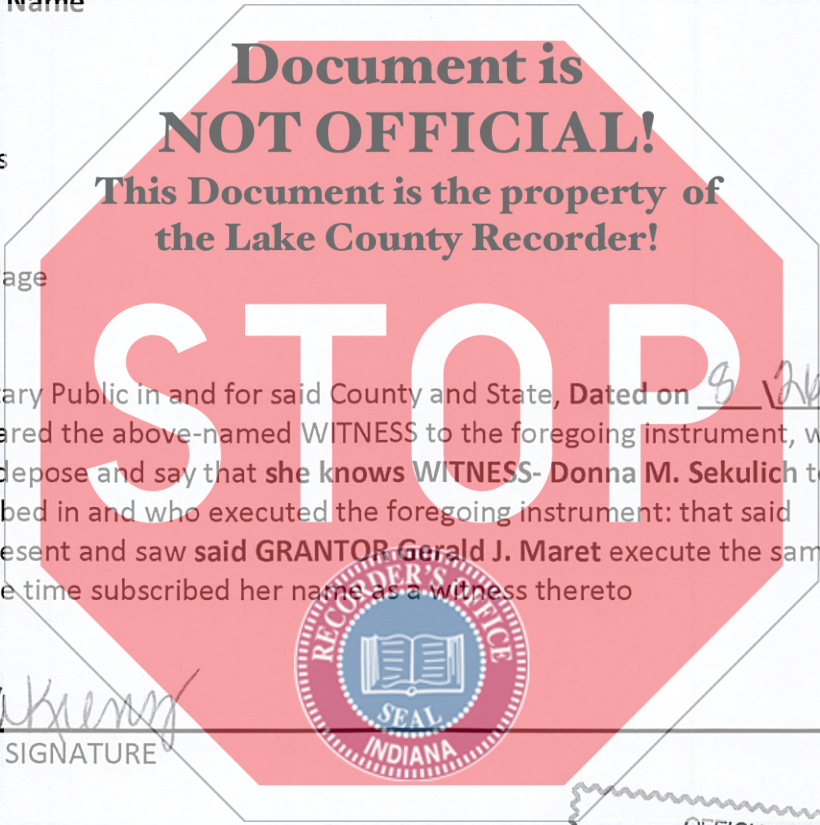 Name
Document is
NOT OFFICIAL!
This Document is the property of
the Lake County Recorder!
s
age
STOP
tary Public in and for said County and State, Dated on 8 \26
ared the above-named WITNESS to the foregoing instrument, w
depose and say that she knows WITNESS- Donna M. Sekulich to
bed in and who executed the foregoing instrument: that said
esent and saw said GRANTOR Gerald J. Maret execute the sam
e time subscribed her name as a witness thereto
RECORDER'S OFFICE
SEAL
INDIANA
SIGNATURE